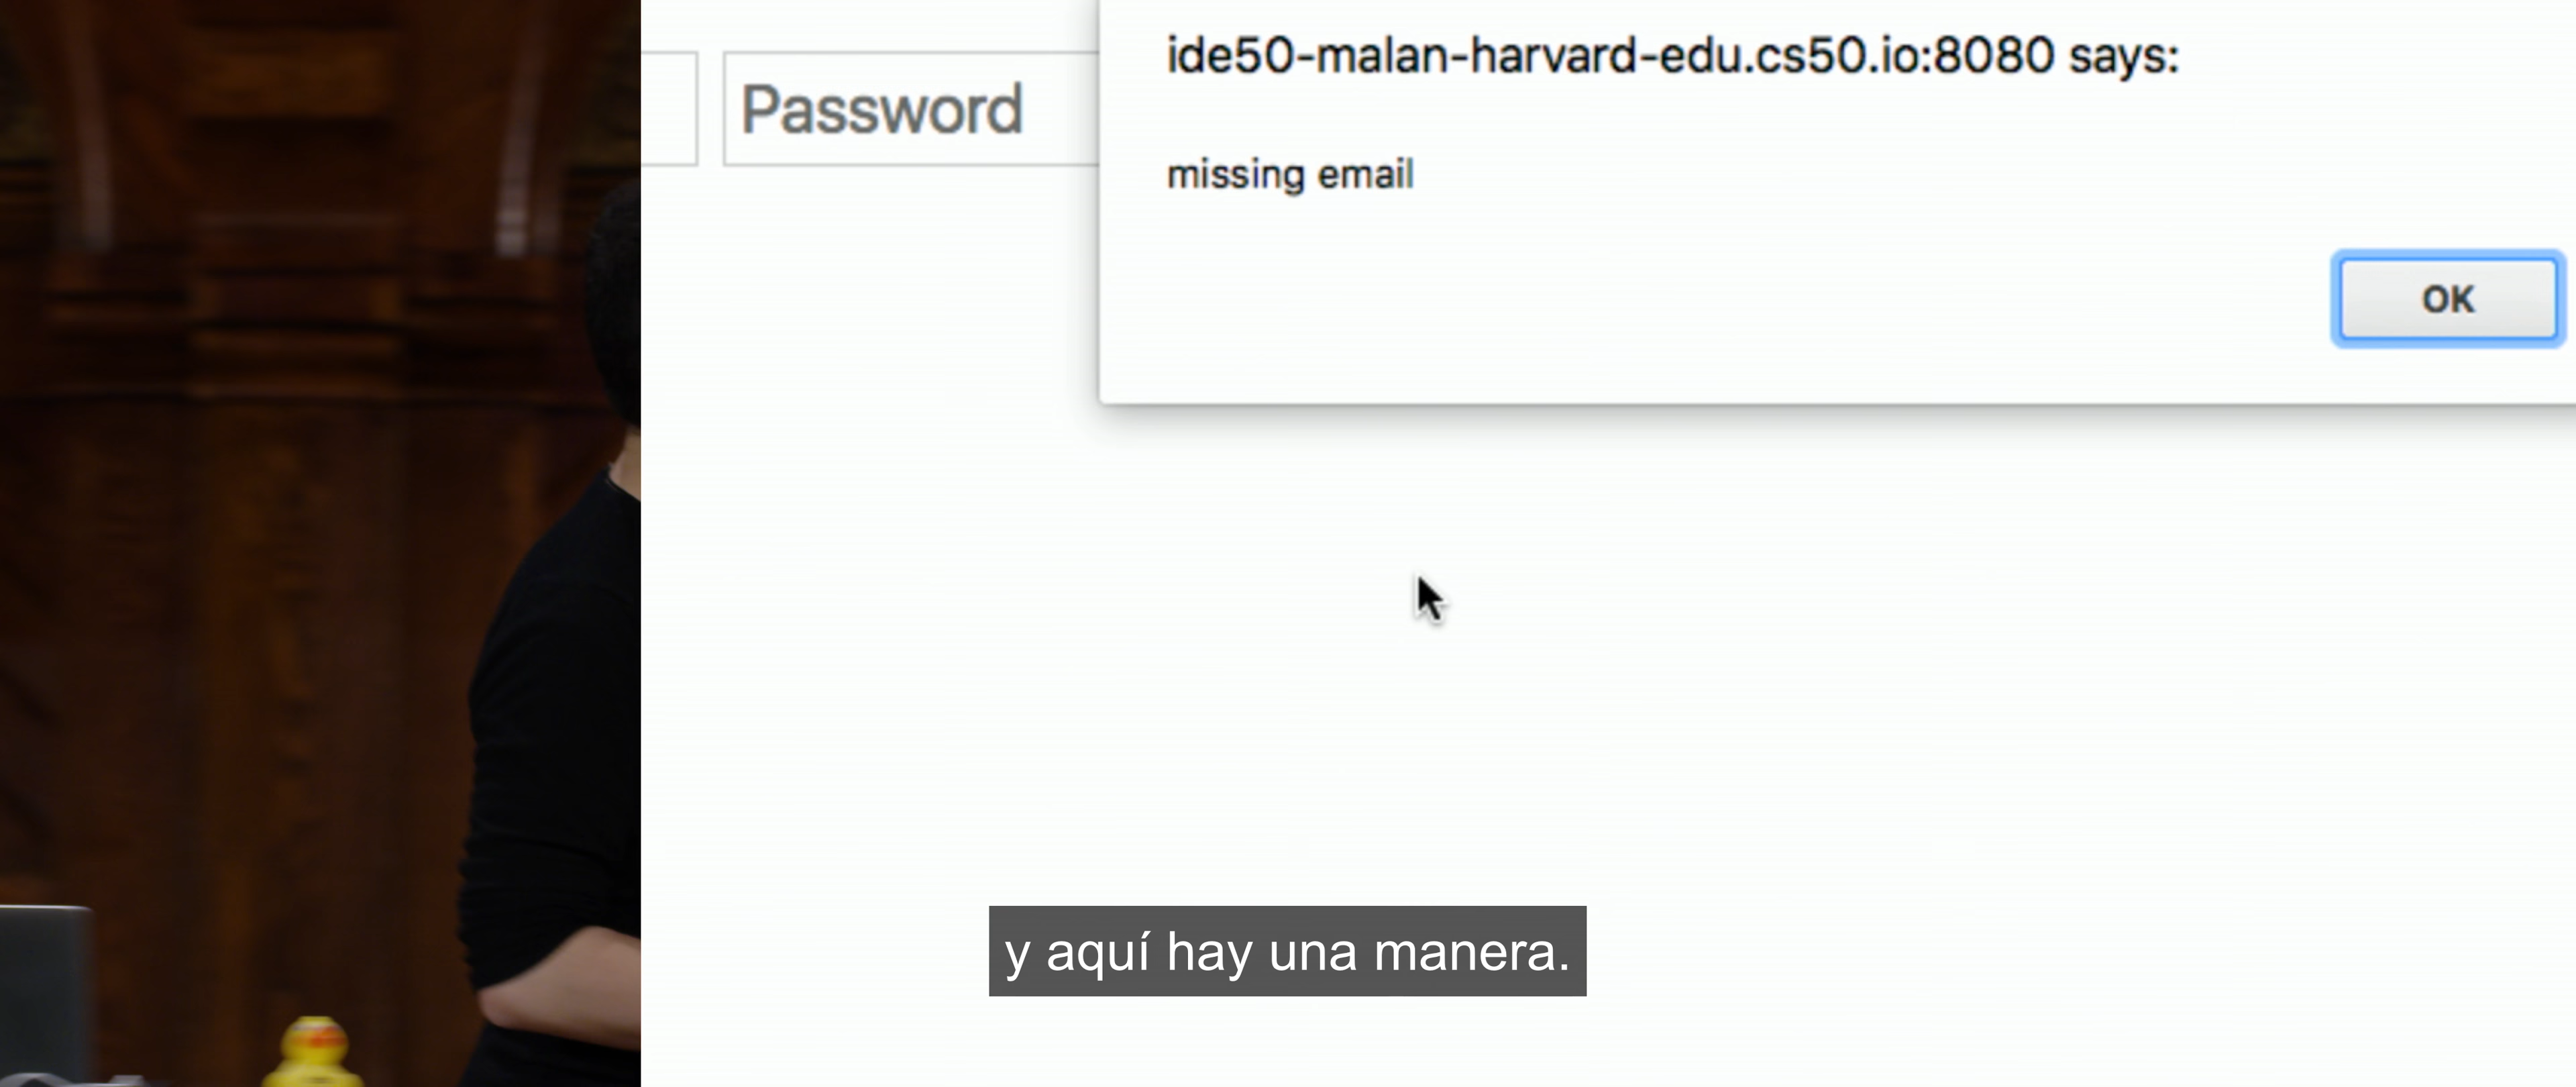 ide50-malan-harvard-edu.cs50.io:8080 says:
Password
missing email
OK
y aquí hay una manera.